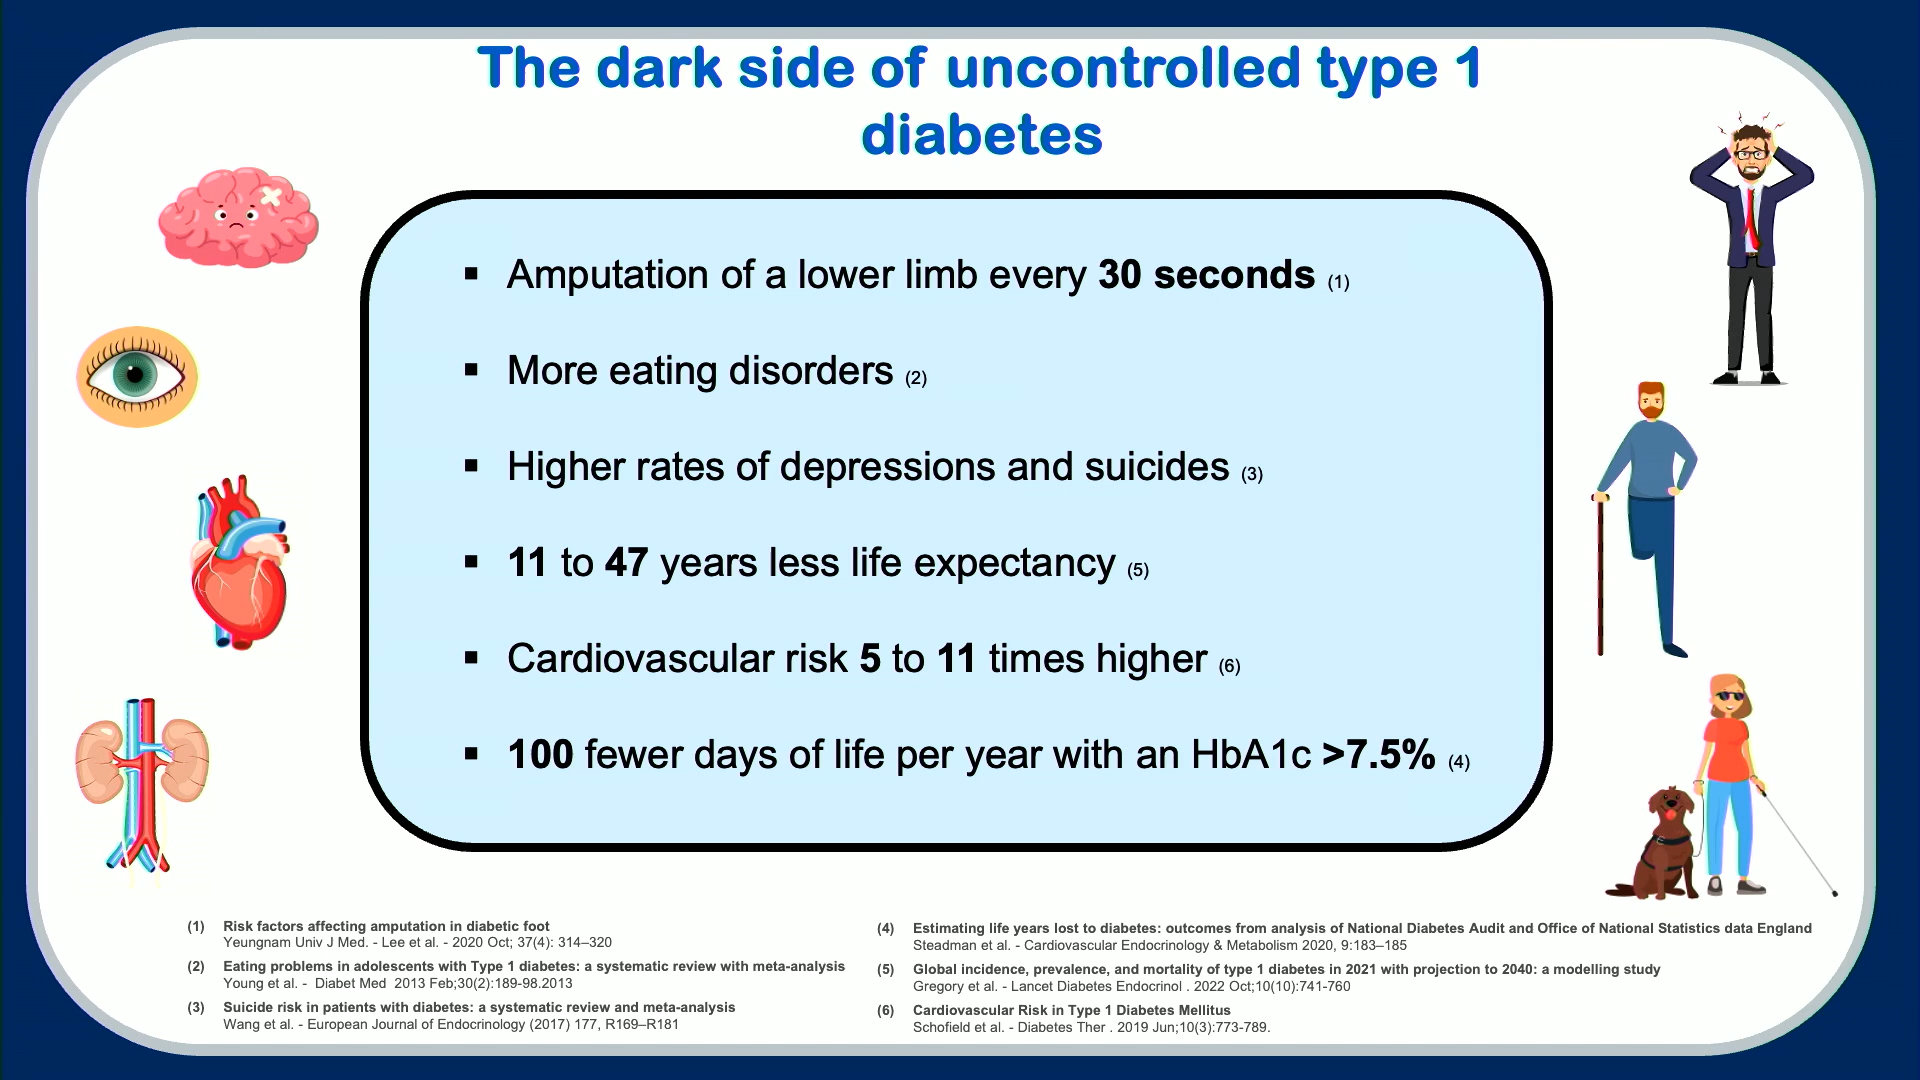 The dark side of uncontrolled type 1
diabetes
▪ Amputation of a lower limb every 30 seconds (1)
▪ More eating disorders (2)
▪ Higher rates of depressions and suicides (3)
▪ 11 to 47 years less life expectancy (5)
▪ Cardiovascular risk 5 to 11 times higher (6)
▪ 100 fewer days of life per year with an HbA1c >7.5% (4)
(1) Risk factors affecting amputation in diabetic foot
Yeungnam Univ J Med. - Lee et al. - 2020 Oct; 37(4): 314–320
(2) Eating problems in adolescents with Type 1 diabetes: a systematic review with meta-analysis
Young et al. - Diabet Med 2013 Feb;30(2):189-98.2013
(3) Suicide risk in patients with diabetes: a systematic review and meta-analysis
Wang et al. - European Journal of Endocrinology (2017) 177, R169–R181
(4) Estimating life years lost to diabetes: outcomes from analysis of National Diabetes Audit and Office of National Statistics data England
Steadman et al. - Cardiovascular Endocrinology & Metabolism 2020, 9:183–185
(5) Global incidence, prevalence, and mortality of type 1 diabetes in 2021 with projection to 2040: a modelling study
Gregory et al. - Lancet Diabetes Endocrinol . 2022 Oct;10(10):741-760
(6) Cardiovascular Risk in Type 1 Diabetes Mellitus
Schofield et al. - Diabetes Ther . 2019 Jun;10(3):773-789.